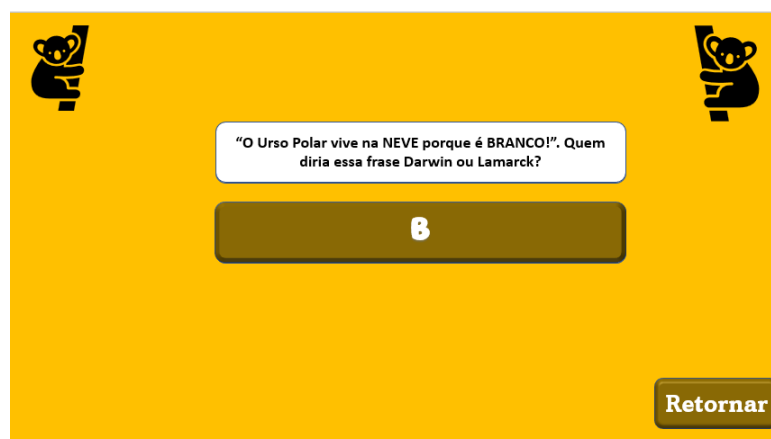 “O Urso Polar vive na NEVE porque é BRANCO!”. Quem
diria essa frase Darwin ou Lamarck?
B
Retornar